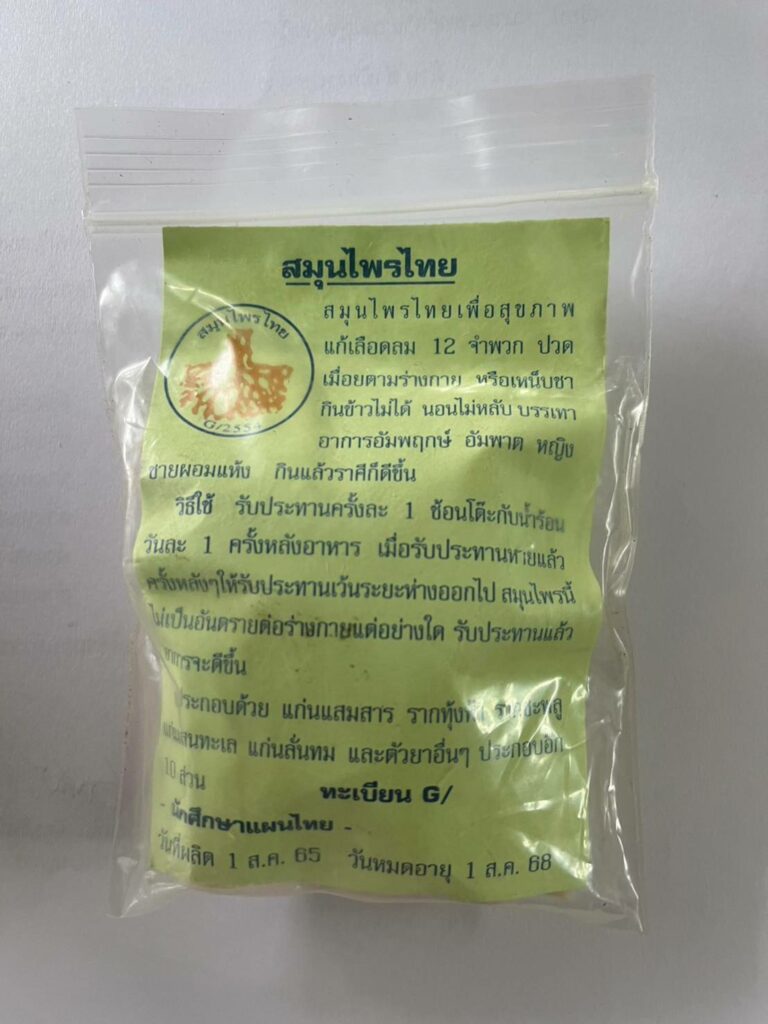 สมุนไพรไทย
สมุนไพรไทย
G/2554
สมุนไพรไทยเพื่อสุขภาพ
แก้เลือดลม 12 จำพวก ปวด
เมื่อยตามร่างกาย หรือเหน็บชา
กินข้าวไม่ได้ นอนไม่หลับ บรรเทา
อาการอัมพฤกษ์ อัมพาต หญิง
ชายผอมแห้ง กินแล้วราศีก็ดีขึ้น
วิธีใช้ รับประทานครั้งละ 1 ช้อนโต๊ะกับน้ำร้อน
วันละ 1 ครั้งหลังอาหาร เมื่อรับประทานหายแล้ว
ครั้งหลังๆให้รับประทานเว้นระยะห่างออกไป สมุนไพรนี้
ไม่เป็นอันตรายต่อร่างกายแต่อย่างใด รับประทานแล้ว
อาการจะดีขึ้น
ประกอบด้วย แก่นแสมสาร
แก่นสนทะเล แก่นลั่นทม และตัวยาอื่นๆ ประกอบอีก
10 ส่วน
ทะเบียน G/
- นักศึกษาแผนไทย -
วันที่ผลิต 1 ส.ค. 65 วันหมดอายุ 1 ส.ค. 68